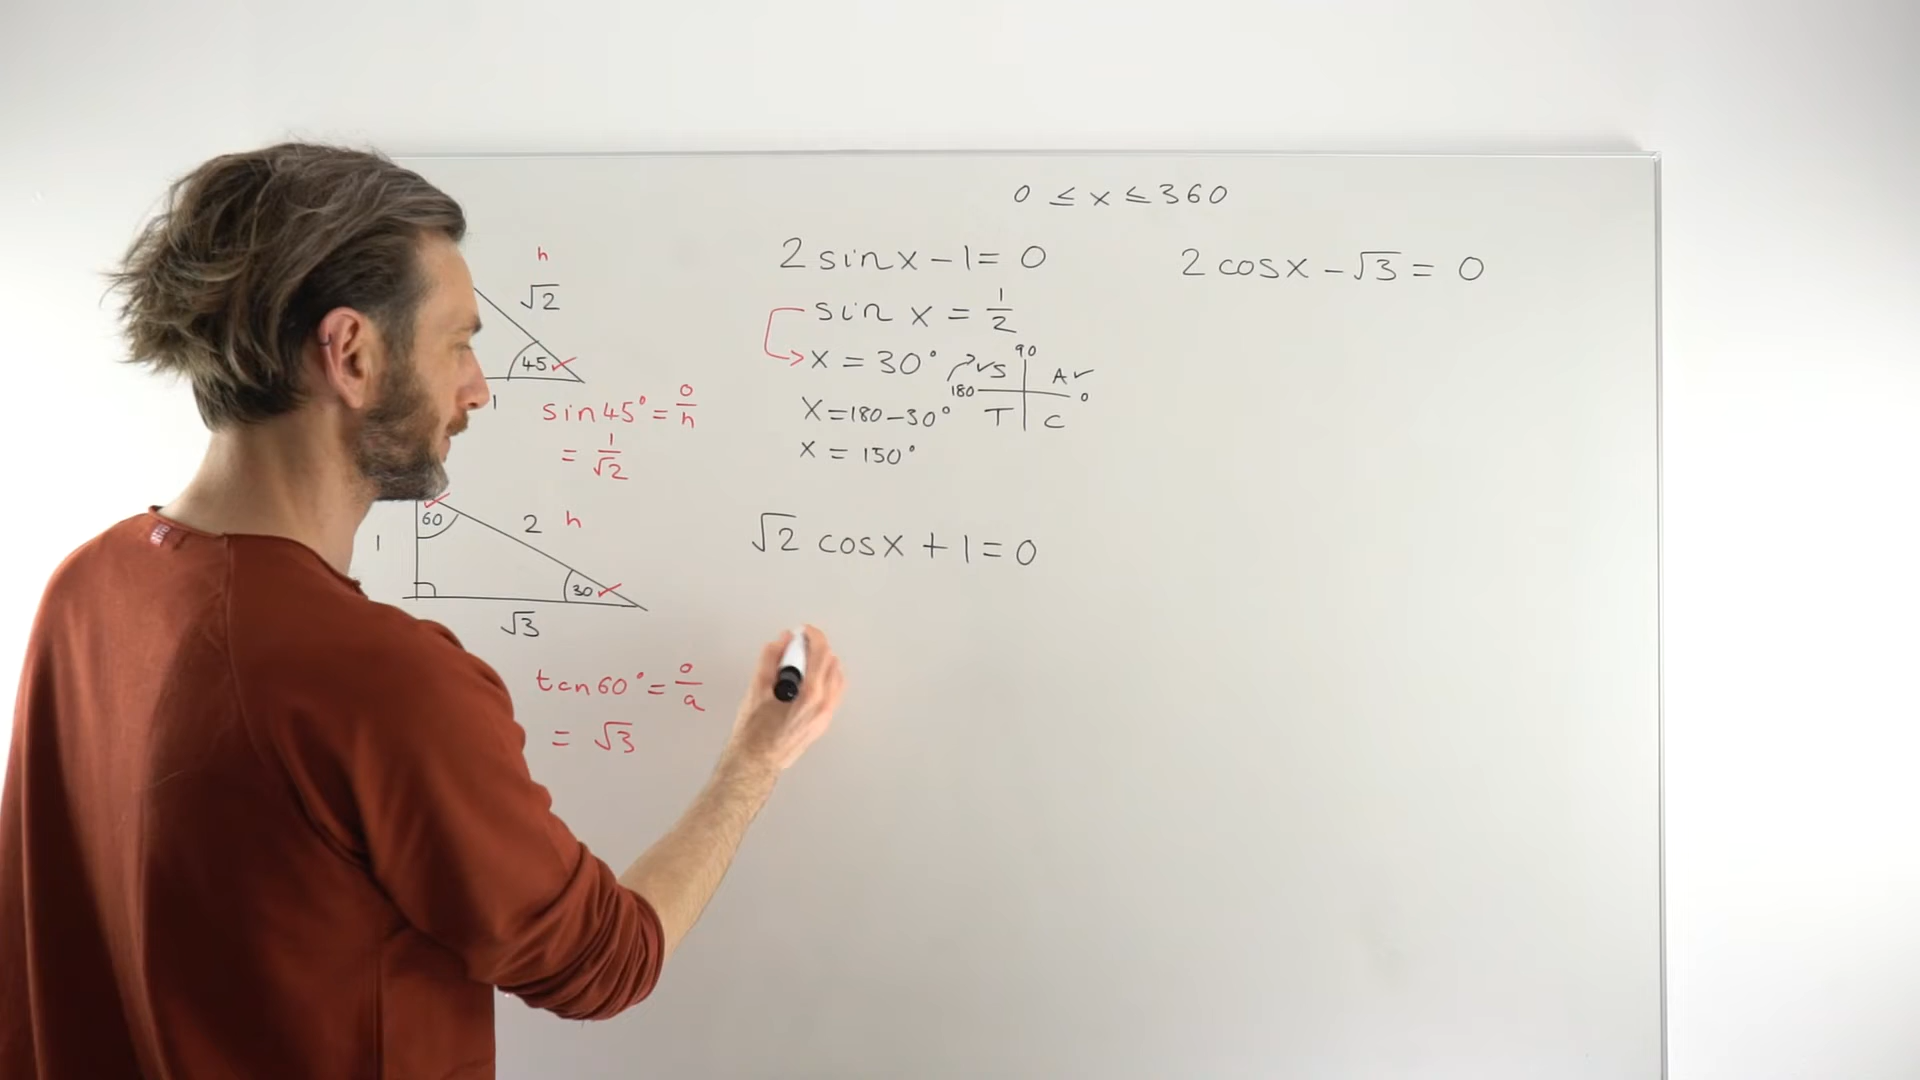 0 ≤ x ≤ 360
h
√2
45
1
sin 45° = o/h
= 1/√2
60
2 h
1
30
√3
tan 60° = o/a
= √3
2 sin x - 1 = 0
sin x = 1/2
x = 30°
x = 180 - 30°
x = 150°
90
S A
180 0
T C
√2 cos x + 1 = 0
2 cos x - √3 = 0